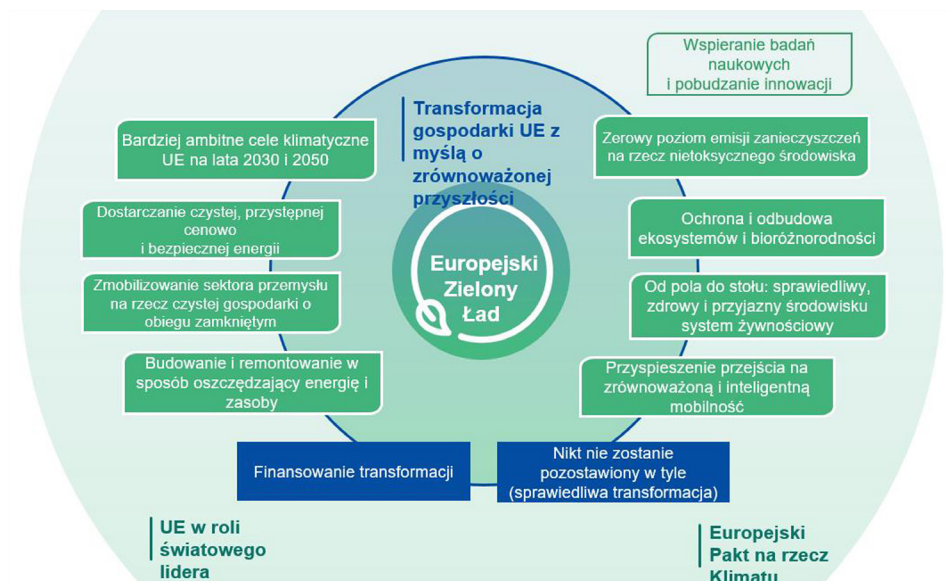 Wspieranie badań
naukowych
i pobudzanie innowacji
Transformacja
gospodarki UE z
myślą o
zrównoważonej
przyszłości
Bardziej ambitne cele klimatyczne
UE na lata 2030 i 2050
Zerowy poziom emisji zanieczyszczeń
na rzecz nietoksycznego środowiska
Dostarczanie czystej, przystępnej
cenowo
i bezpiecznej energii
Ochrona i odbudowa
ekosystemów i bioróżnorodności
Europejski
Zielony
Ład
Zmobilizowanie sektora przemysłu
na rzecz czystej gospodarki o
obiegu zamkniętym
Od pola do stołu: sprawiedliwy,
zdrowy i przyjazny środowisku
system żywnościowy
Budowanie i remontowanie w
sposób oszczędzający energię i
zasoby
Przyspieszenie przejścia na
zrównoważoną i inteligentną
mobilność
Finansowanie transformacji
Nikt nie zostanie
pozostawiony w tyle
(sprawiedliwa transformacja)
UE w roli
światowego
lidera
Europejski
Pakt na rzecz
Klimatu